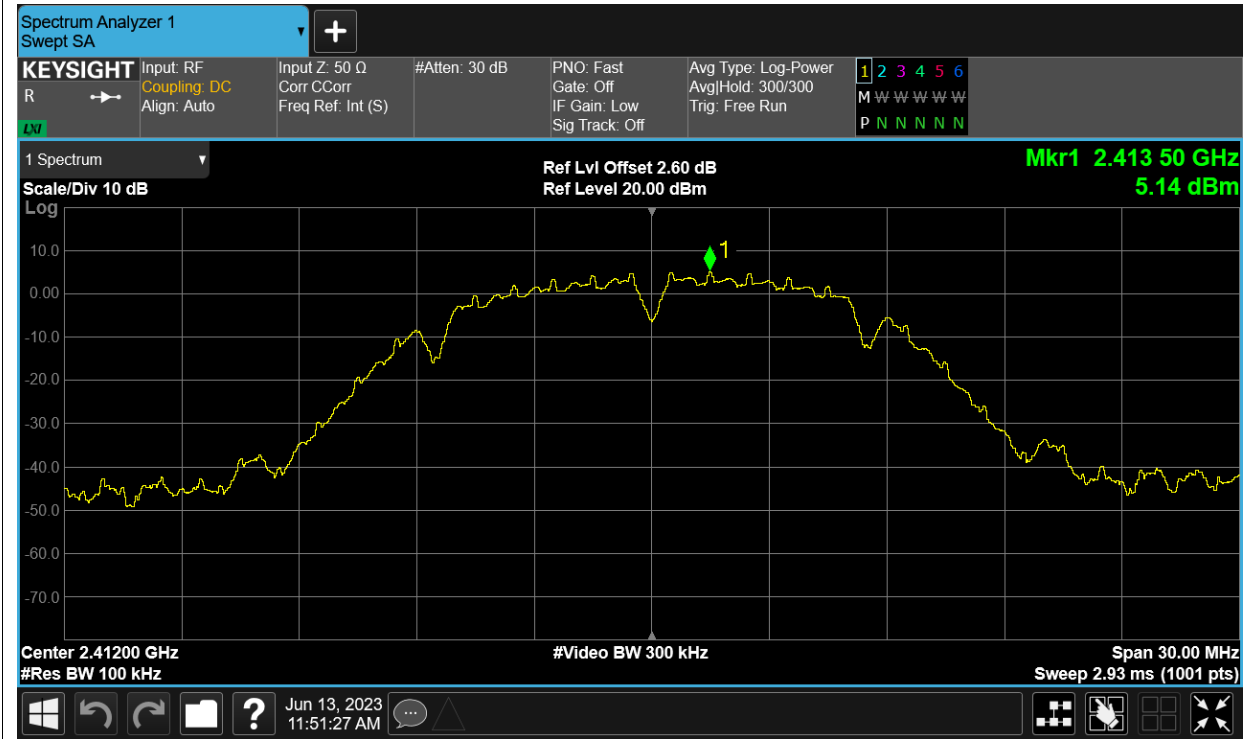 Spectrum Analyzer 1
Swept SA
+
KEYSIGHT
R
LXI
Input: RF
Coupling: DC
Align: Auto
Input Z: 50 Ω
Corr CCorr
Freq Ref: Int (S)
#Atten: 30 dB
PNO: Fast
Gate: Off
IF Gain: Low
Sig Track: Off
Avg Type: Log-Power
Avg|Hold: 300/300
Trig: Free Run
1 2 3 4 5 6
M W W W W W
P N N N N N
1 Spectrum
Scale/Div 10 dB
Log
Ref Lvl Offset 2.60 dB
Ref Level 20.00 dBm
Mkr1 2.413 50 GHz
5.14 dBm
1
10.0
0.00
-10.0
-20.0
-30.0
-40.0
-50.0
-60.0
-70.0
Center 2.41200 GHz
#Video BW 300 kHz
Span 30.00 MHz
#Res BW 100 kHz
Sweep 2.93 ms (1001 pts)
?
Jun 13, 2023
11:51:27 AM